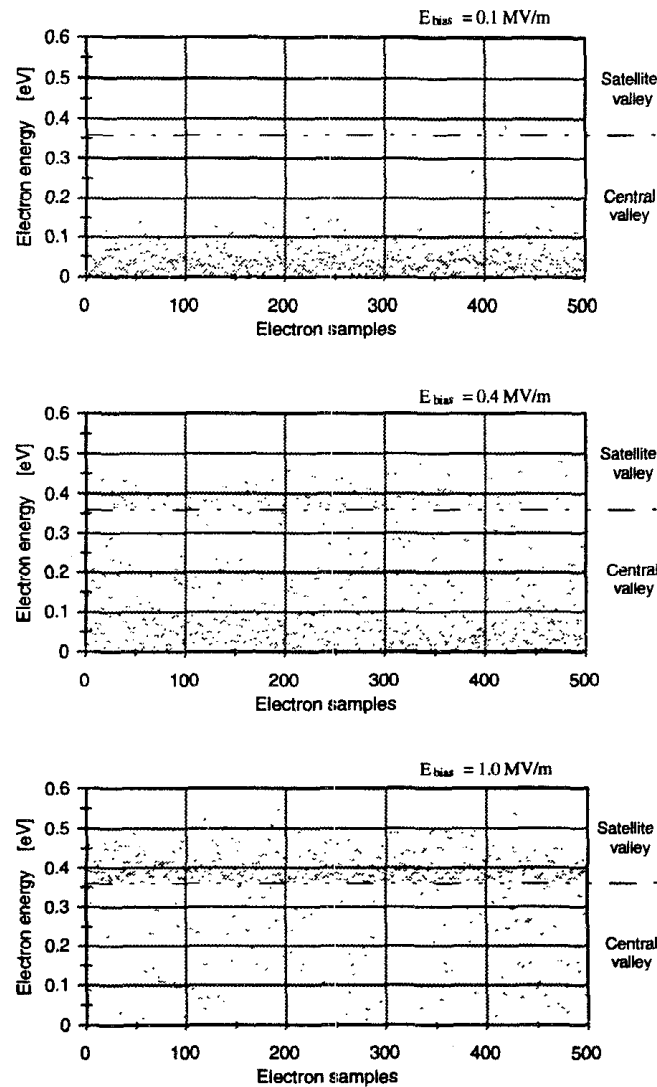 E bias = 0.1 MV/m
0.6
0.5
0.4
0.3
0.2
0.1
0
Electron energy [eV]
Satellite
valley
Central
valley
0 100 200 300 400 500
Electron samples
E bias = 0.4 MV/m
0.6
0.5
0.4
0.3
0.2
0.1
0
Electron energy [eV]
Satellite
valley
Central
valley
0 100 200 300 400 500
Electron samples
E bias = 1.0 MV/m
0.6
0.5
0.4
0.3
0.2
0.1
0
Electron energy [eV]
Satellite
valley
Central
valley
0 100 200 300 400 500
Electron samples